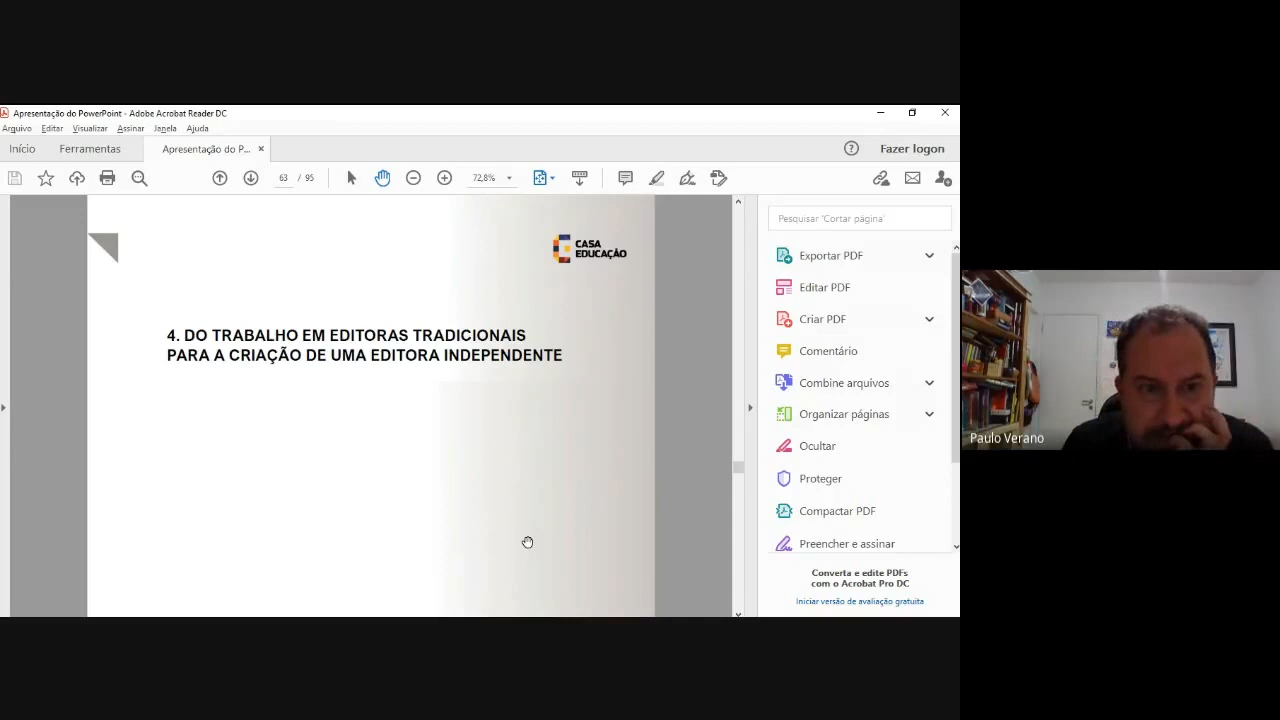 Apresentação do PowerPoint - Adobe Acrobat Reader DC
Arquivo Editar Visualizar Assinar Janela Ajuda
Início Ferramentas Apresentação do P... ×
Fazer logon
63 / 95
72,8%
CASA
EDUCAÇÃO
4. DO TRABALHO EM EDITORAS TRADICIONAIS
PARA A CRIAÇÃO DE UMA EDITORA INDEPENDENTE
Pesquisar 'Cortar página'
Exportar PDF
Editar PDF
Criar PDF
Comentário
Combine arquivos
Organizar páginas
Ocultar
Proteger
Compactar PDF
Preencher e assinar
Converta e edite PDFs
com o Acrobat Pro DC
Iniciar versão de avaliação gratuita
Paulo Verano